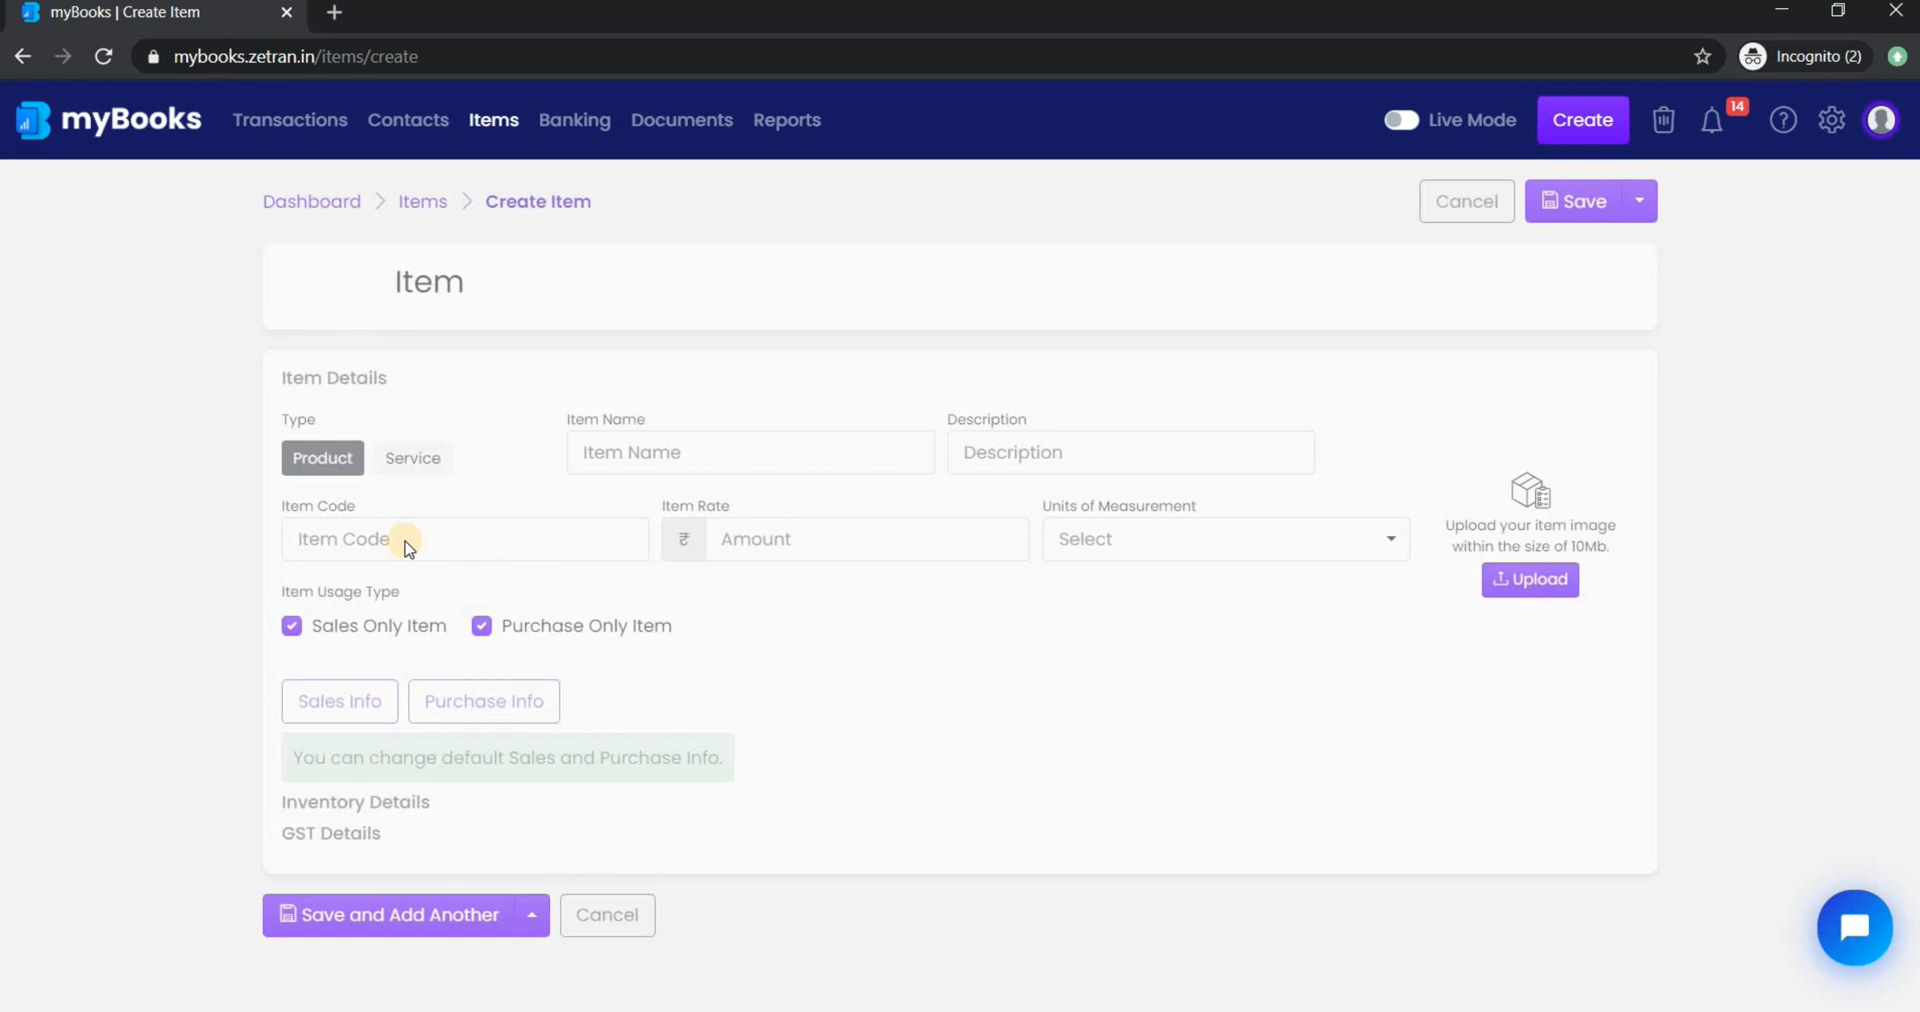 myBooks | Create Item
mybooks.zetran.in/items/create
Incognito (2)
myBooks Transactions Contacts Items Banking Documents Reports Live Mode Create 14
Dashboard > Items > Create Item Cancel Save
Item
Item Details
Type Item Name Description
Product Service Item Name Description
Item Code Item Rate Units of Measurement
Item Code ₹ Amount Select
Upload your item image
within the size of 10Mb.
Upload
Item Usage Type
Sales Only Item Purchase Only Item
Sales Info Purchase Info
You can change default Sales and Purchase Info.
Inventory Details
GST Details
Save and Add Another Cancel